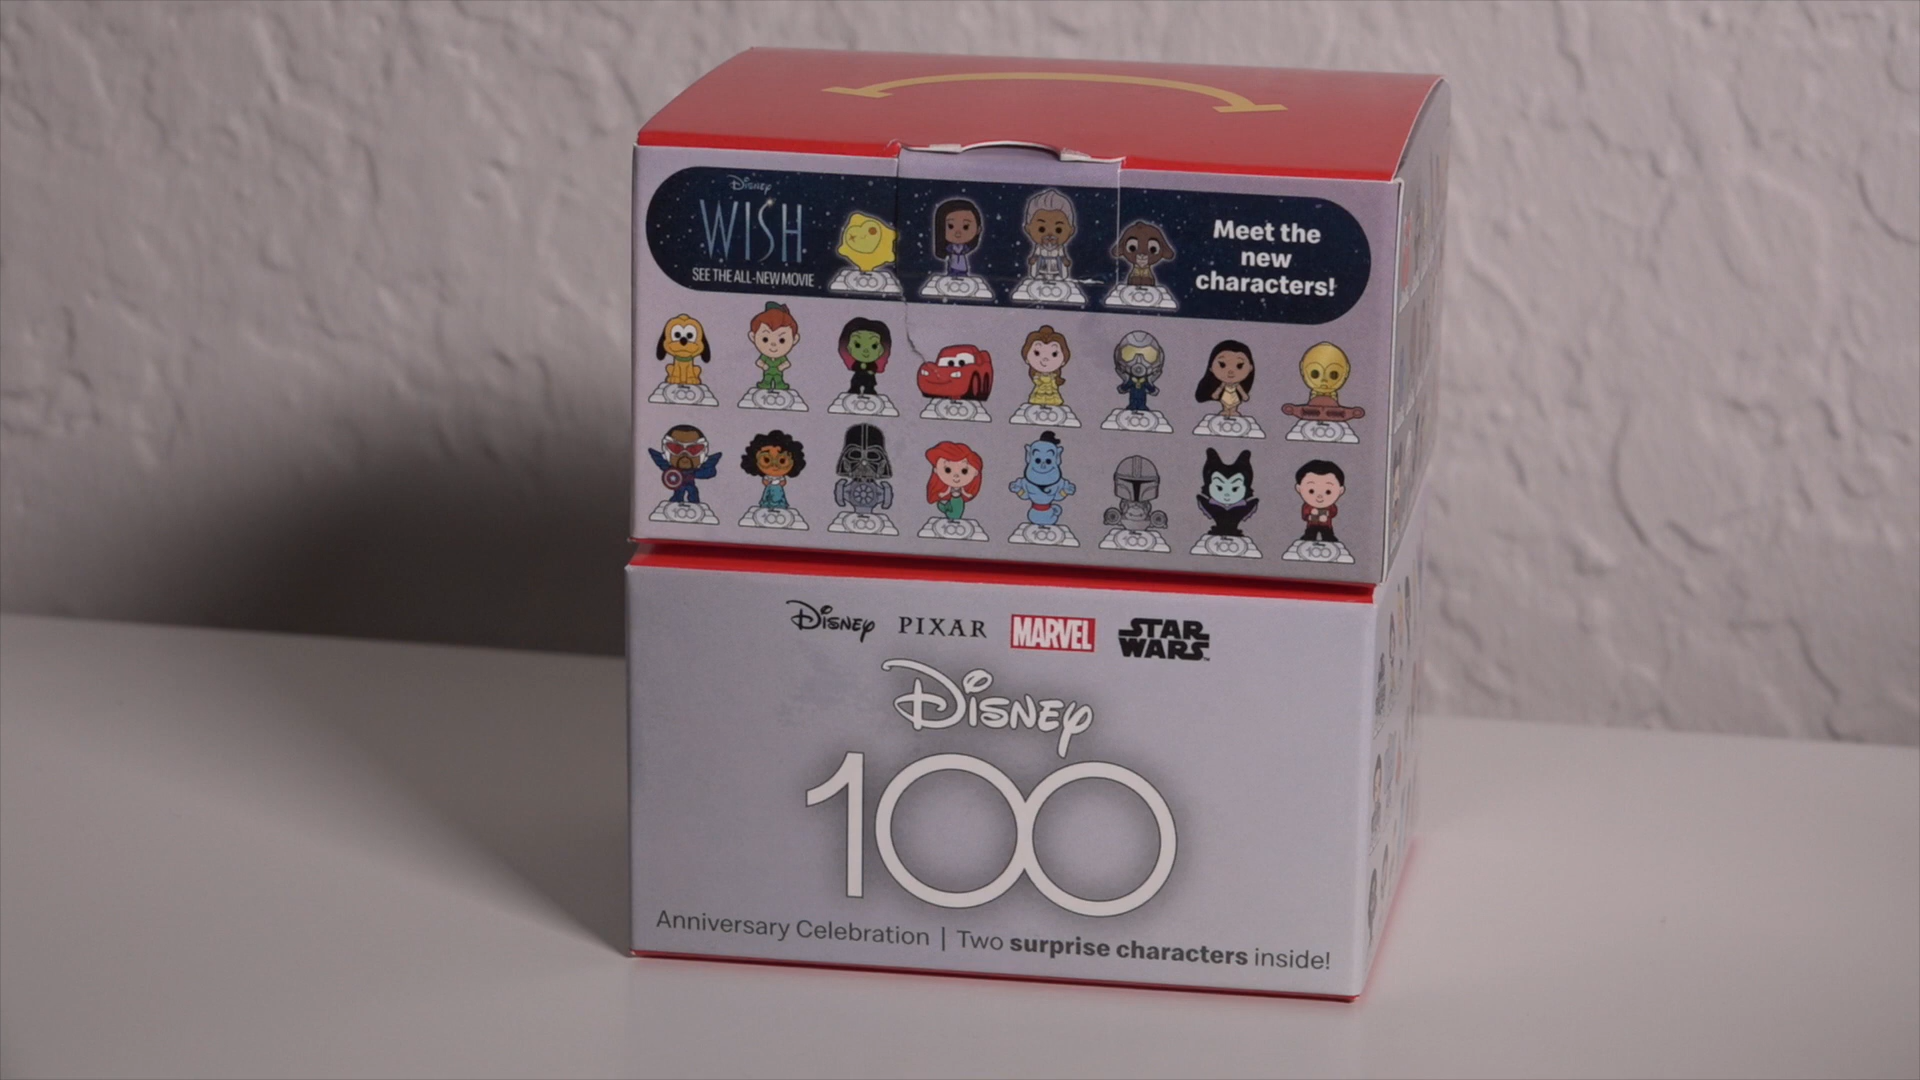 Disney
WISH
SEE THE ALL-NEW MOVIE
Meet the
new
characters!
Disney PIXAR MARVEL STAR WARS
Disney
100
Anniversary Celebration | Two surprise characters inside!